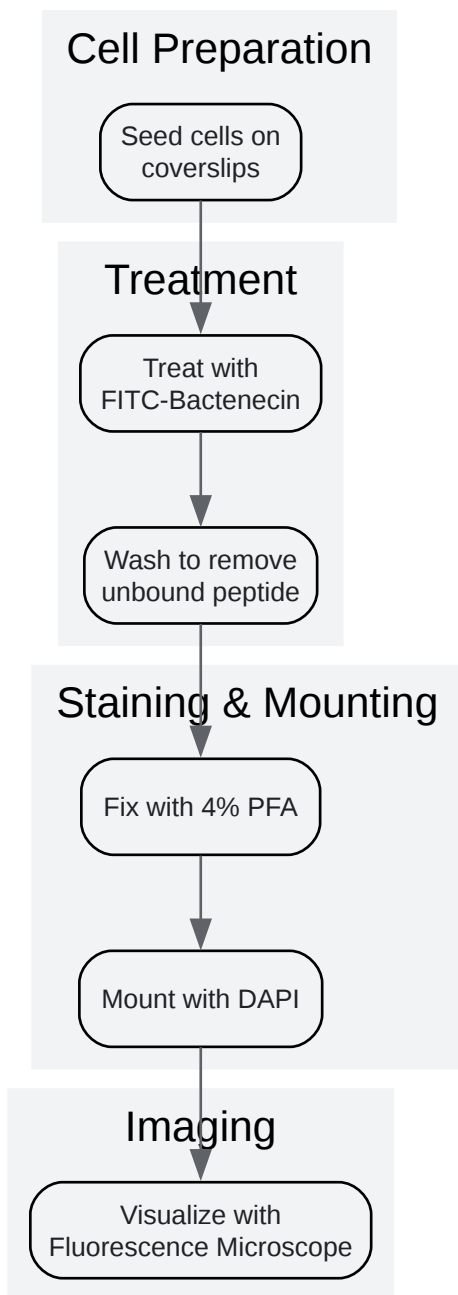 Cell Preparation
Seed cells on
coverslips
Treatment
Treat with
FITC-Bactenecin
Wash to remove
unbound peptide
Staining & Mounting
Fix with 4% PFA
Mount with DAPI
Imaging
Visualize with
Fluorescence Microscope